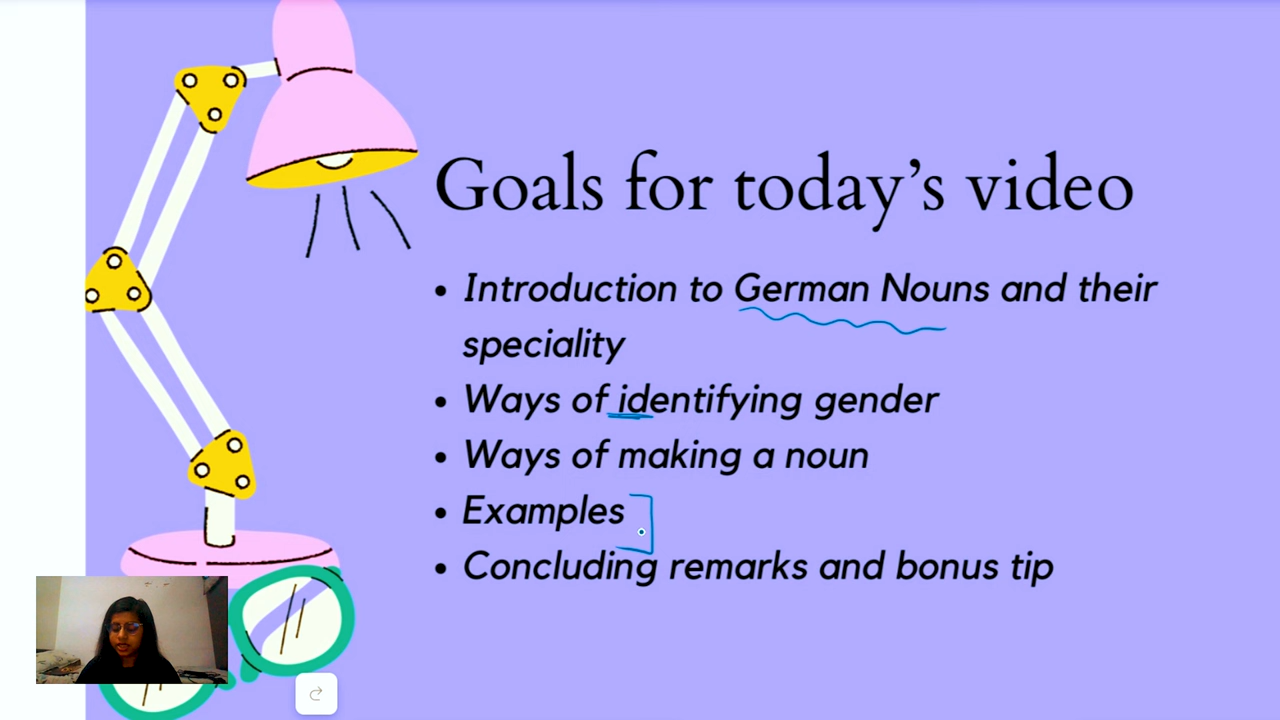 Goals for today's video
• Introduction to German Nouns and their
speciality
• Ways of identifying gender
• Ways of making a noun
• Examples
• Concluding remarks and bonus tip